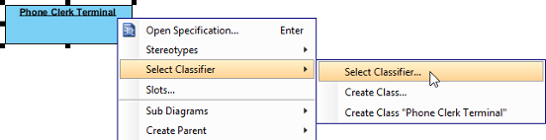 Phone Clerk Terminal
Open Specification... Enter
Stereotypes
Select Classifier
Select Classifier...
Slots...
Create Class...
Sub Diagrams
Create Class "Phone Clerk Terminal"
Create Parent